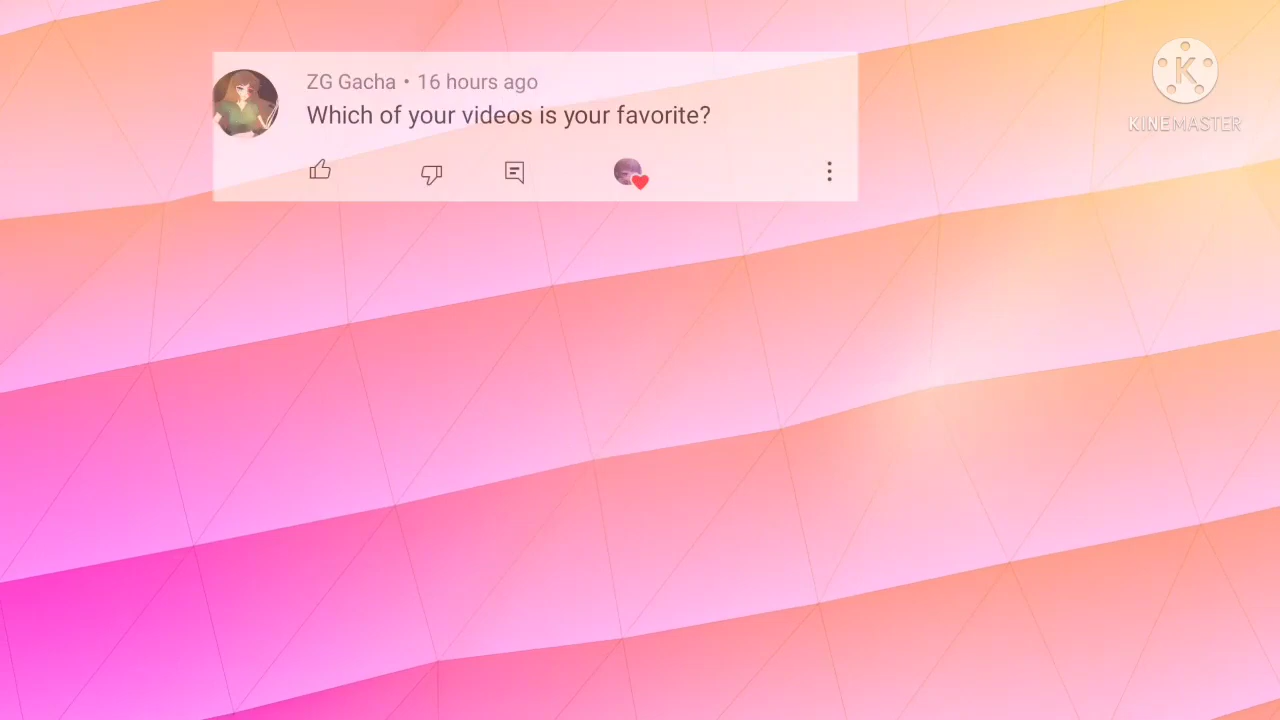 ZG Gacha • 16 hours ago
Which of your videos is your favorite?
K
KINEMASTER